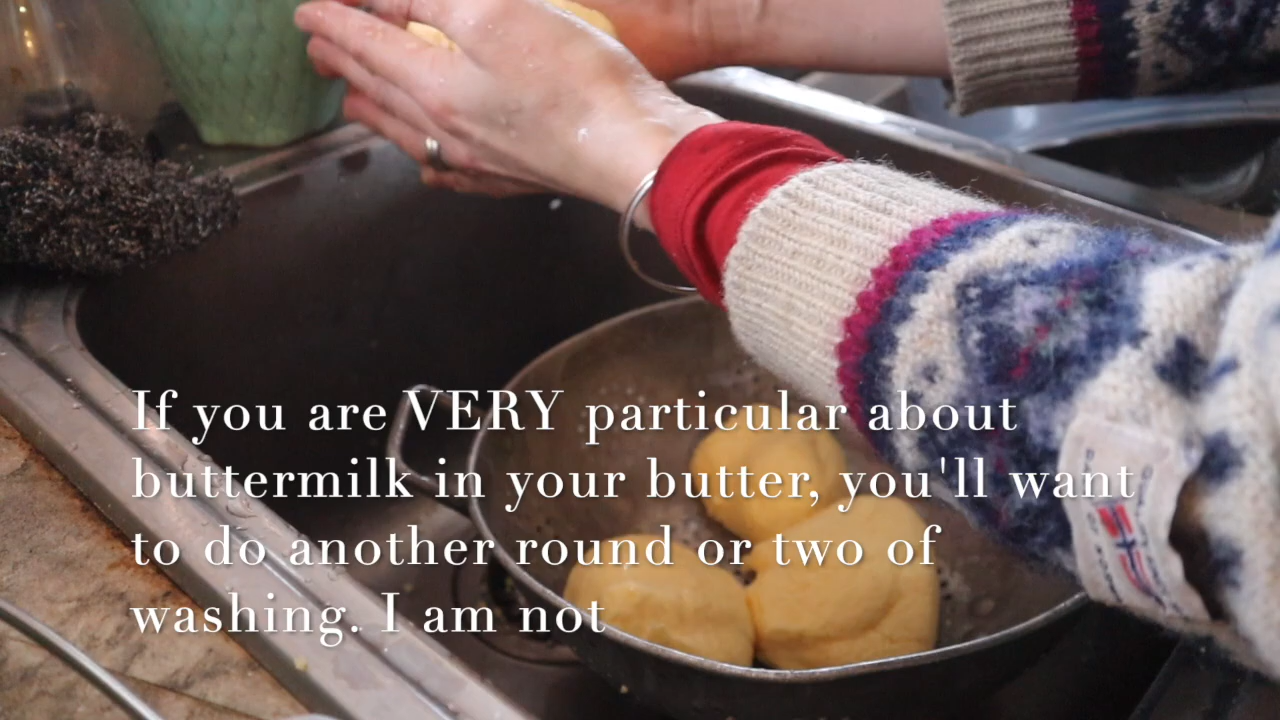 If you are VERY particular about
buttermilk in your butter, you'll want
to do another round or two of
washing. I am not